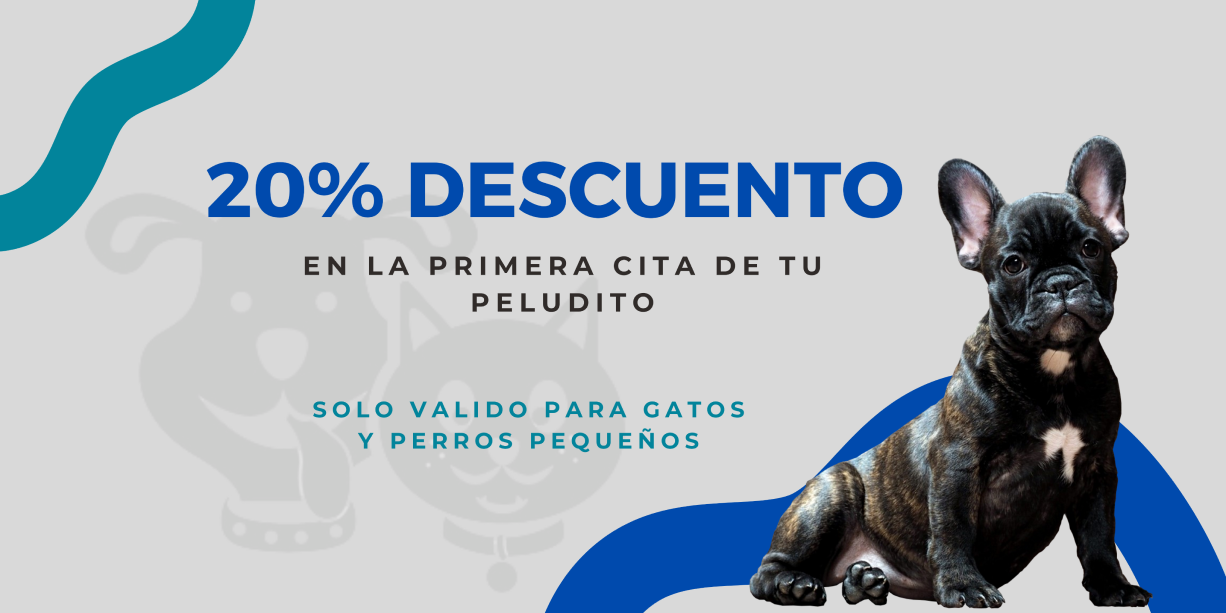 20% DESCUENTO
EN LA PRIMERA CITA DE TU
PELUDITO
SOLO VALIDO PARA GATOS
Y PERROS PEQUEÑOS